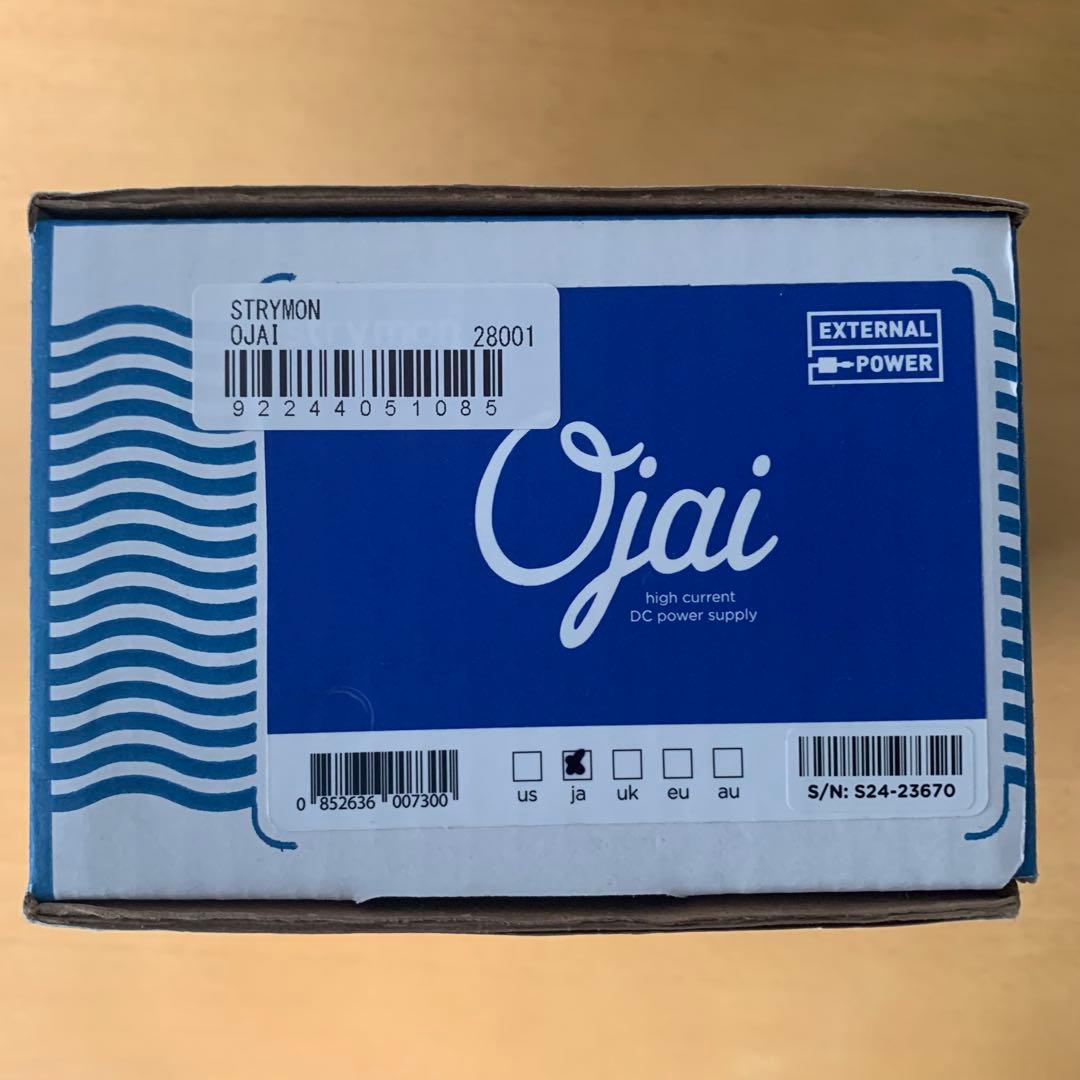 STRYMON
OJAI 28001
92244051085
strymon
EXTERNAL
POWER
Ojai
high current
DC power supply
0 852636 007300
us ja uk eu au
S/N: S24-23670